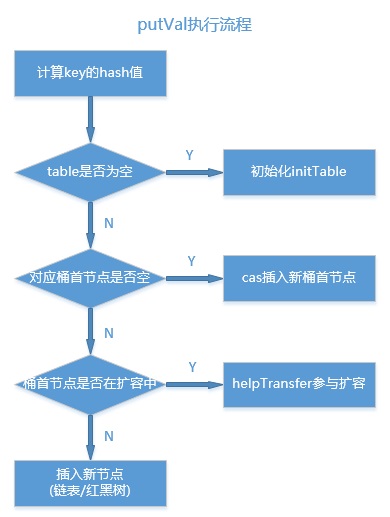 putVal执行流程
计算key的hash值
table是否为空
Y
初始化initTable
N
对应桶首节点是否空
Y
cas插入新桶首节点
N
桶首节点是否在扩容中
Y
helpTransfer参与扩容
N
插入新节点
(链表/红黑树)